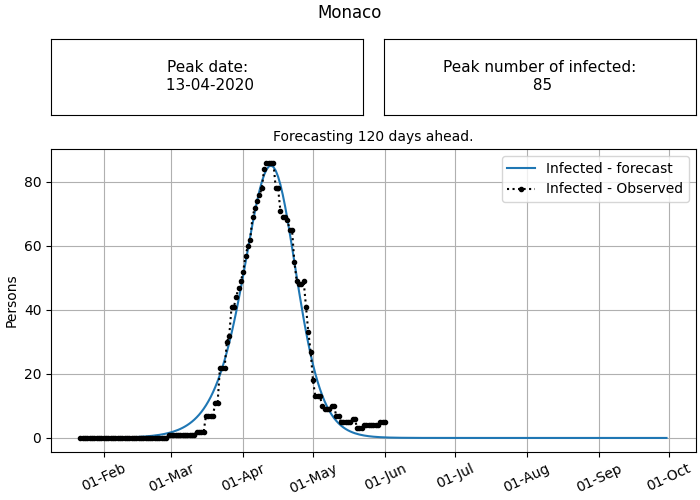 Monaco
Peak date:
13-04-2020
Peak number of infected:
85
Forecasting 120 days ahead.
Infected - forecast
Infected - Observed
80
60
40
20
0
Persons
01-Feb
01-Mar
01-Apr
01-May
01-Jun
01-Jul
01-Aug
01-Sep
01-Oct